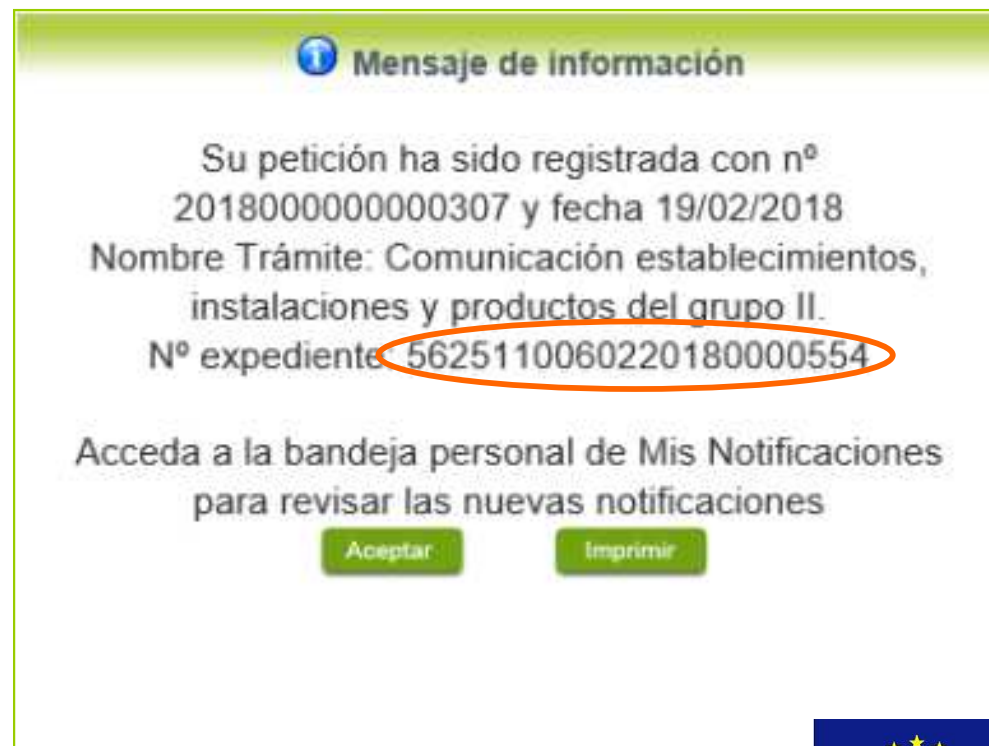 Mensaje de información
Su petición ha sido registrada con nº
2018000000000307 y fecha 19/02/2018
Nombre Trámite: Comunicación establecimientos,
instalaciones y productos del grupo II.
Nº expediente: 5625110060220180000554
Acceda a la bandeja personal de Mis Notificaciones
para revisar las nuevas notificaciones
Aceptar Imprimir